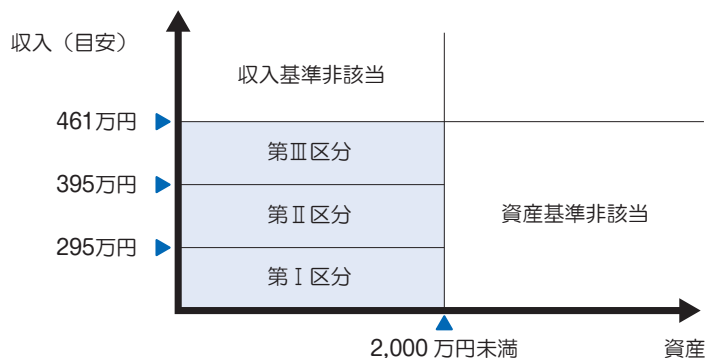 収入（目安）
収入基準非該当
461万円
第Ⅲ区分
395万円
第Ⅱ区分
資産基準非該当
295万円
第Ⅰ区分
2,000 万円未満
資産